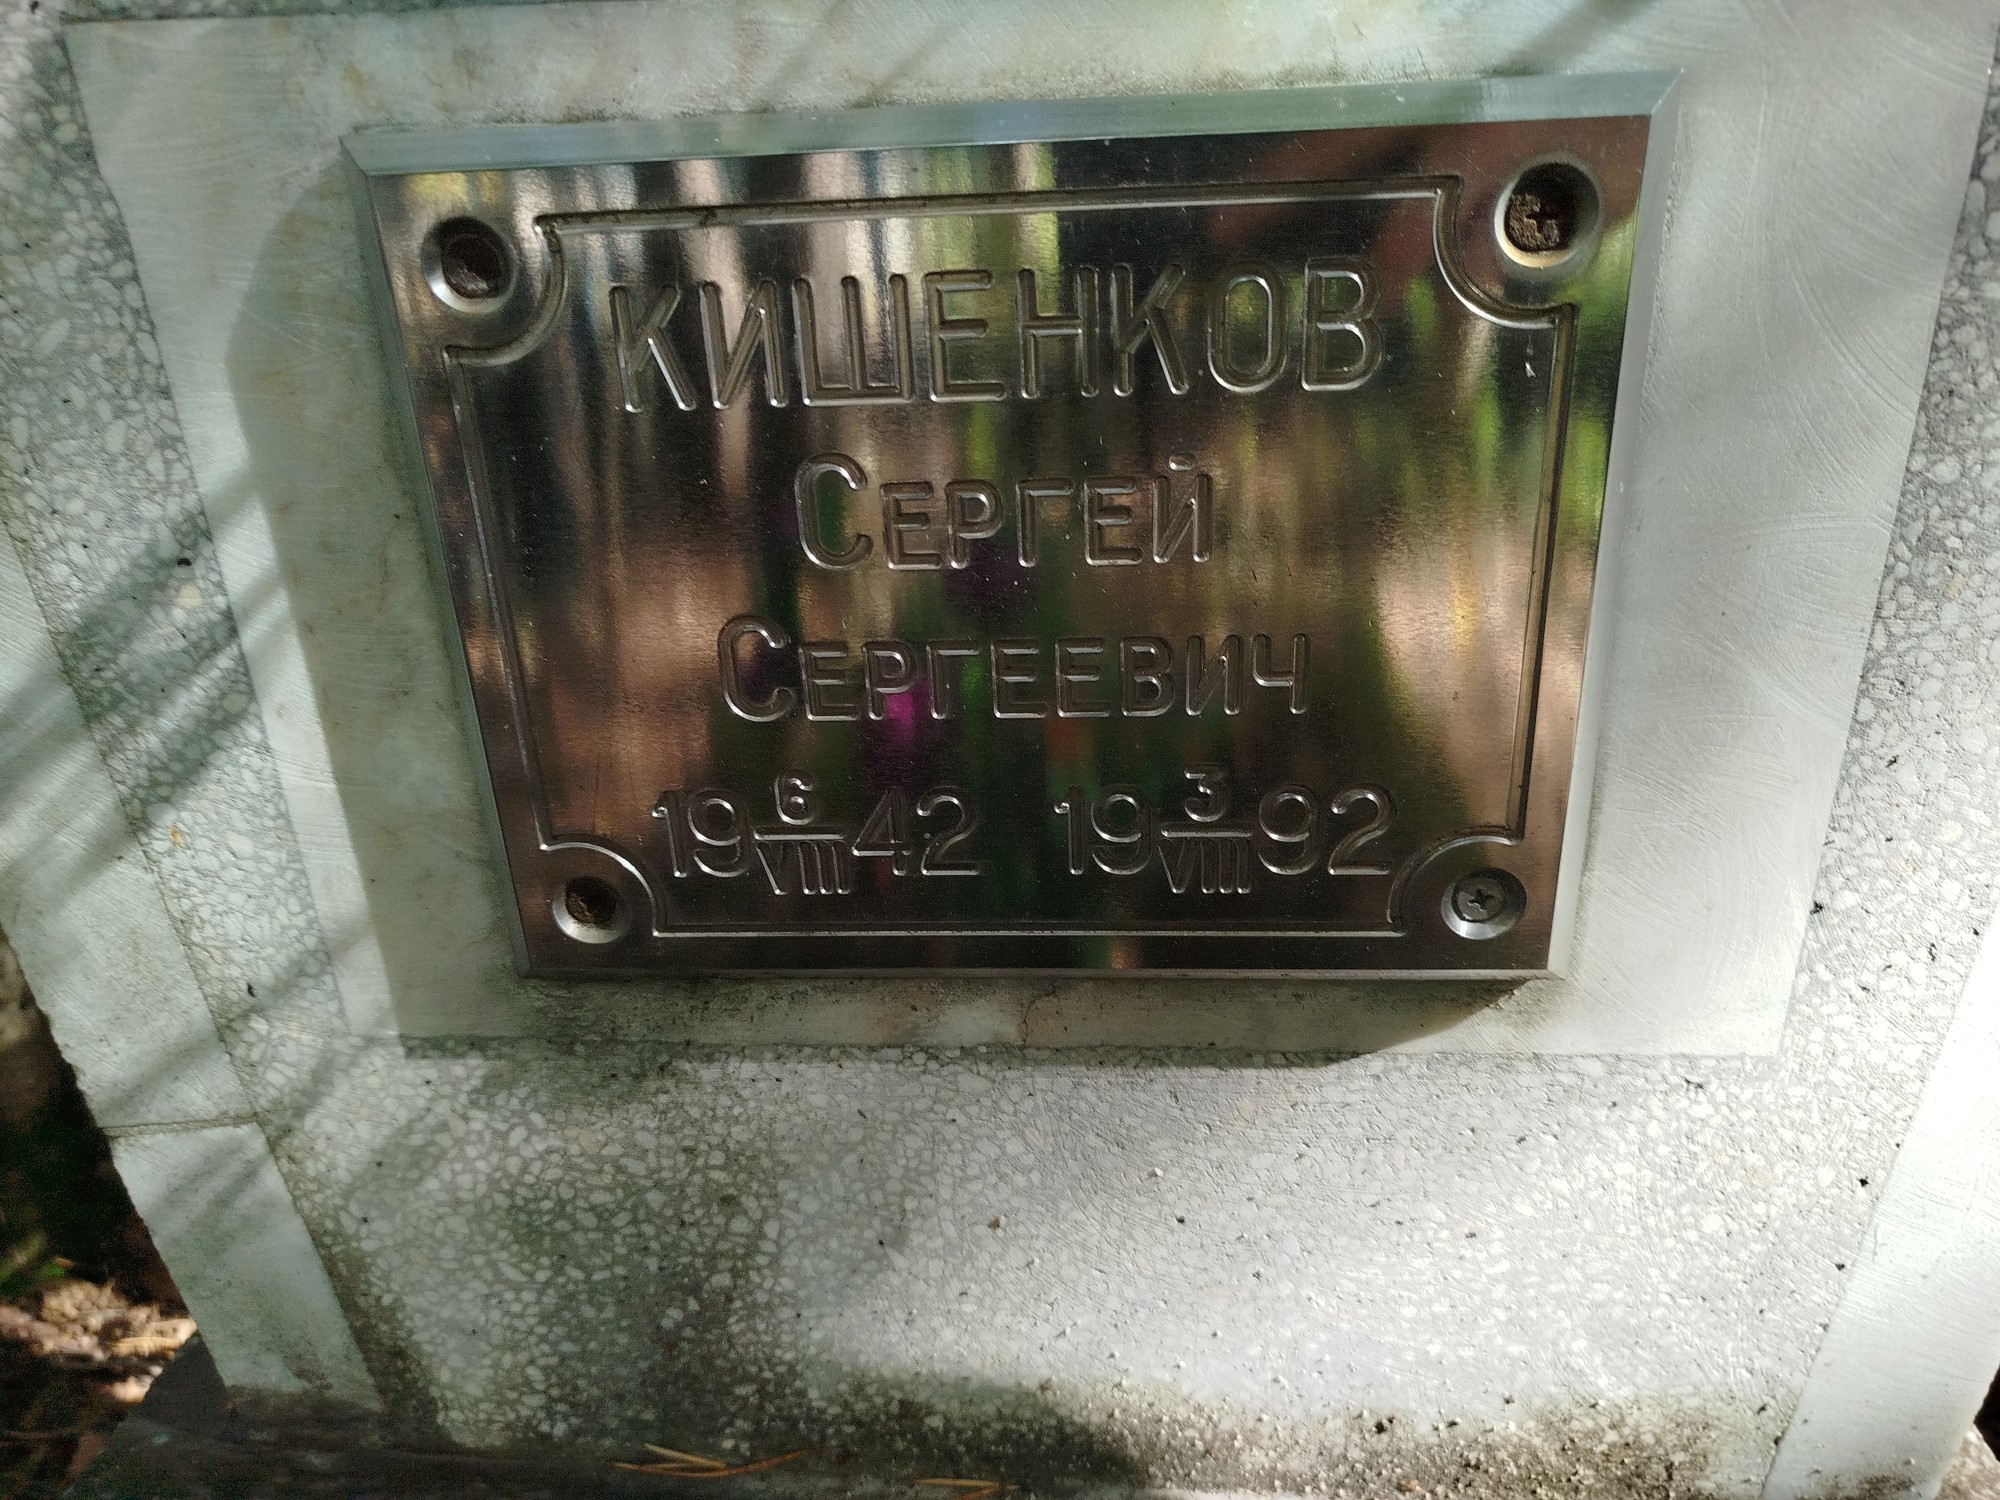 КИШЕНКОВ
Сергей
Сергеевич
19 6/VIII 42 19 3/VIII 92